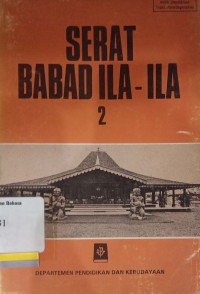 SERAT
BABAD ILA - ILA
2
DEPARTEMEN PENDIDIKAN DAN KEBUDAYAAN